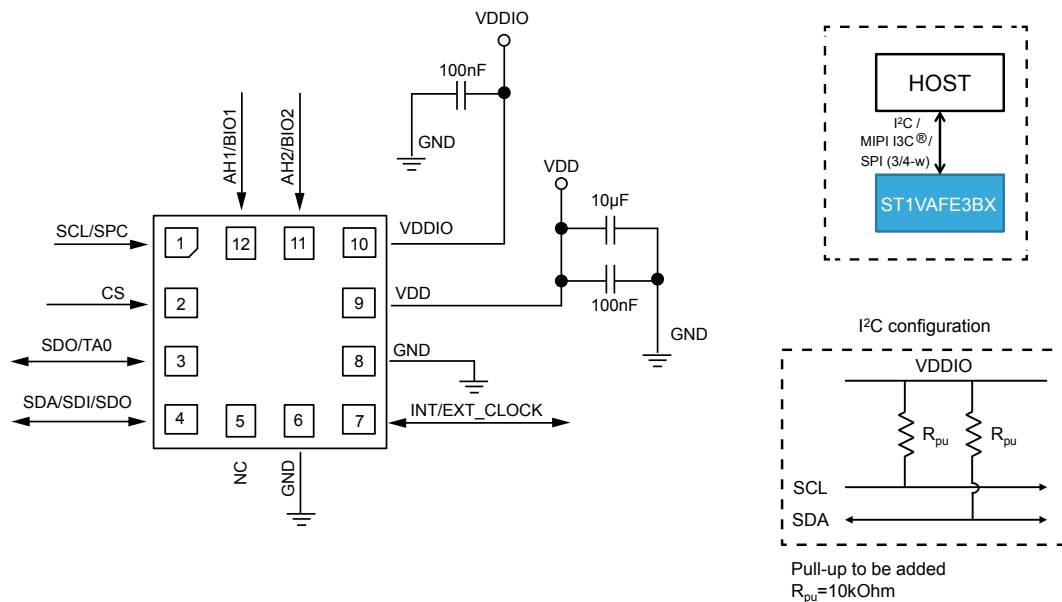 VDDIO
100nF
GND
AH1/BIO1
AH2/BIO2
VDD
10µF
100nF
GND
SCL/SPC
CS
SDO/TA0
SDA/SDI/SDO
1
12
11
10
2
9
3
8
4
5
6
7
VDDIO
VDD
GND
INT/EXT_CLOCK
NC
GND
HOST
I²C /
MIPI I3C®/
SPI (3/4-w)
ST1VAFE3BX
I²C configuration
VDDIO
Rpu
Rpu
SCL
SDA
Pull-up to be added
Rpu=10kOhm